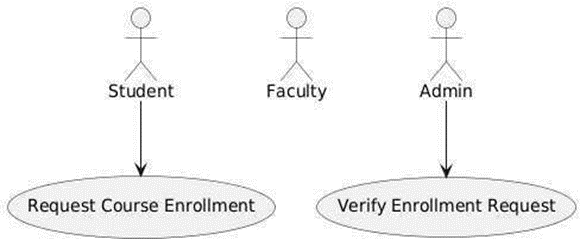 Student
Faculty
Admin
Request Course Enrollment
Verify Enrollment Request